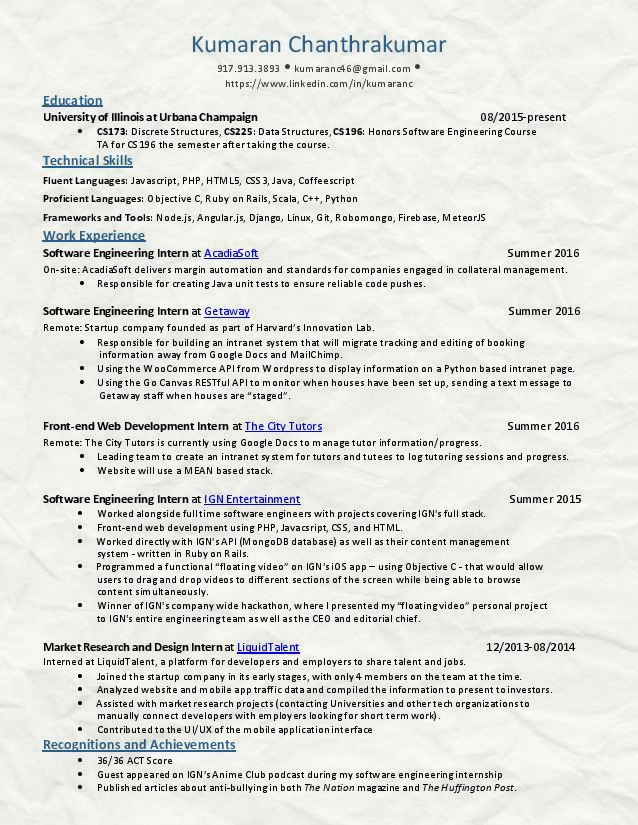 Kumaran Chanthrakumar
917.913.3893 • kumaranc46@gmail.com •
https://www.linkedin.com/in/kumaranc
Education
University of Illinois at Urbana Champaign 08/2015-present
• CS173: Discrete Structures, CS225: Data Structures, CS196: Honors Software Engineering Course
TA for CS196 the semester after taking the course.
Technical Skills
Fluent Languages: Javascript, PHP, HTML5, CSS3, Java, Coffeescript
Proficient Languages: Objective C, Ruby on Rails, Scala, C++, Python
Frameworks and Tools: Node.js, Angular.js, Django, Linux, Git, Robomongo, Firebase, MeteorJS
Work Experience
Software Engineering Intern at AcadiaSoft Summer 2016
On-site: AcadiaSoft delivers margin automation and standards for companies engaged in collateral management.
• Responsible for creating Java unit tests to ensure reliable code pushes.
Software Engineering Intern at Getaway Summer 2016
Remote: Startup company founded as part of Harvard's Innovation Lab.
• Responsible for building an intranet system that will migrate tracking and editing of booking
information away from Google Docs and MailChimp.
• Using the WooCommerce API from Wordpress to display information on a Python based intranet page.
• Using the Go Canvas RESTful API to monitor when houses have been set up, sending a text message to
Getaway staff when houses are "staged".
Front-end Web Development Intern at The City Tutors Summer 2016
Remote: The City Tutors is currently using Google Docs to manage tutor information/progress.
• Leading team to create an intranet system for tutors and tutees to log tutoring sessions and progress.
• Website will use a MEAN based stack.
Software Engineering Intern at IGN Entertainment Summer 2015
• Worked alongside full time software engineers with projects covering IGN's full stack.
• Front-end web development using PHP, Javacsript, CSS, and HTML.
• Worked directly with IGN's API (MongoDB database) as well as their content management
system - written in Ruby on Rails.
• Programmed a functional "floating video" on IGN's iOS app – using Objective C - that would allow
users to drag and drop videos to different sections of the screen while being able to browse
content simultaneously.
• Winner of IGN's company wide hackathon, where I presented my "floating video" personal project
to IGN's entire engineering team as well as the CEO and editorial chief.
Market Research and Design Intern at LiquidTalent 12/2013-08/2014
Interned at LiquidTalent, a platform for developers and employers to share talent and jobs.
• Joined the startup company in its early stages, with only 4 members on the team at the time.
• Analyzed website and mobile app traffic data and compiled the information to present to investors.
• Assisted with market research projects (contacting Universities and other tech organizations to
manually connect developers with employers looking for short term work).
• Contributed to the UI/UX of the mobile application interface
Recognitions and Achievements
• 36/36 ACT Score
• Guest appeared on IGN's Anime Club podcast during my software engineering internship
• Published articles about anti-bullying in both The Nation magazine and The Huffington Post.